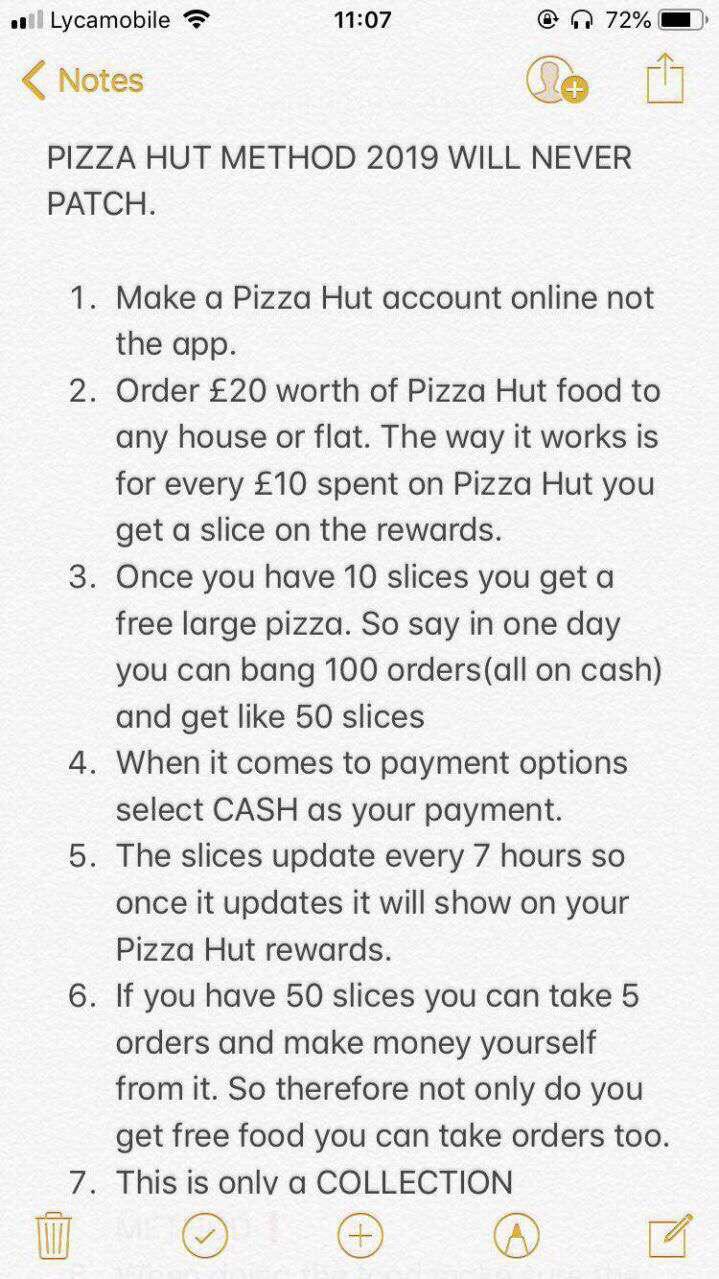 Lycamobile 11:07 72%
Notes
PIZZA HUT METHOD 2019 WILL NEVER
PATCH.
1. Make a Pizza Hut account online not
the app.
2. Order £20 worth of Pizza Hut food to
any house or flat. The way it works is
for every £10 spent on Pizza Hut you
get a slice on the rewards.
3. Once you have 10 slices you get a
free large pizza. So say in one day
you can bang 100 orders(all on cash)
and get like 50 slices
4. When it comes to payment options
select CASH as your payment.
5. The slices update every 7 hours so
once it updates it will show on your
Pizza Hut rewards.
6. If you have 50 slices you can take 5
orders and make money yourself
from it. So therefore not only do you
get free food you can take orders too.
7. This is only a COLLECTION